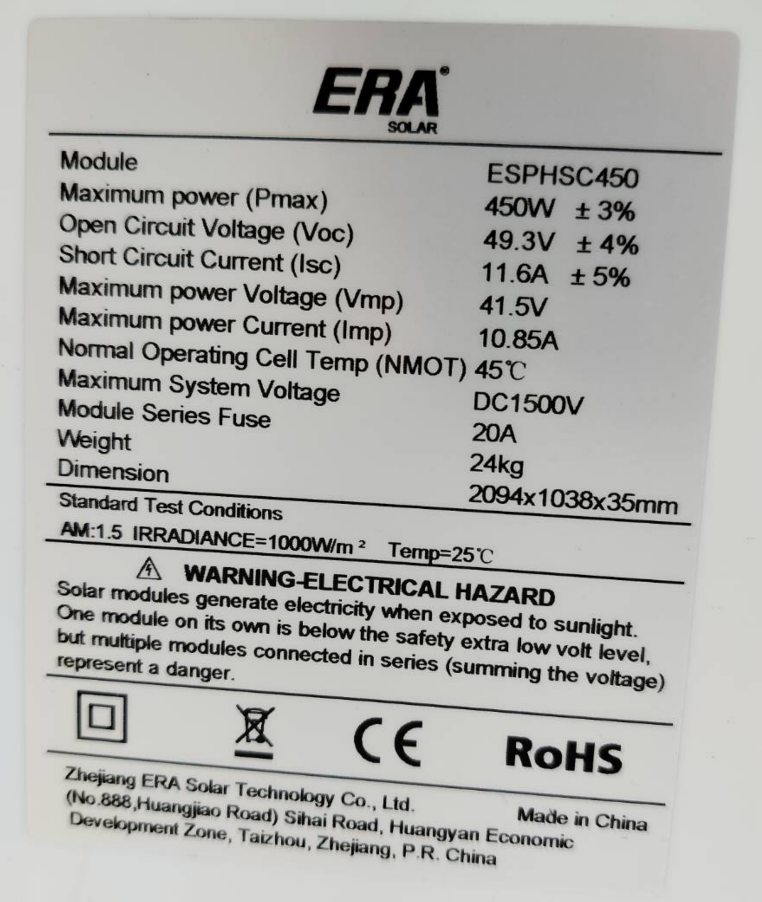 ERA®
SOLAR
Module ESPHSC450
Maximum power (Pmax) 450W ± 3%
Open Circuit Voltage (Voc) 49.3V ± 4%
Short Circuit Current (Isc) 11.6A ± 5%
Maximum power Voltage (Vmp) 41.5V
Maximum power Current (Imp) 10.85A
Normal Operating Cell Temp (NMOT) 45℃
Maximum System Voltage DC1500V
Module Series Fuse 20A
Weight 24kg
Dimension 2094x1038x35mm
Standard Test Conditions
AM:1.5 IRRADIANCE=1000W/m² Temp=25℃
WARNING-ELECTRICAL HAZARD
Solar modules generate electricity when exposed to sunlight.
One module on its own is below the safety extra low volt level,
but multiple modules connected in series (summing the voltage)
represent a danger.
CE RoHS
Zhejiang ERA Solar Technology Co., Ltd. Made in China
(No.888,Huangjiao Road) Sihai Road, Huangyan Economic
Development Zone, Taizhou, Zhejiang, P.R. China